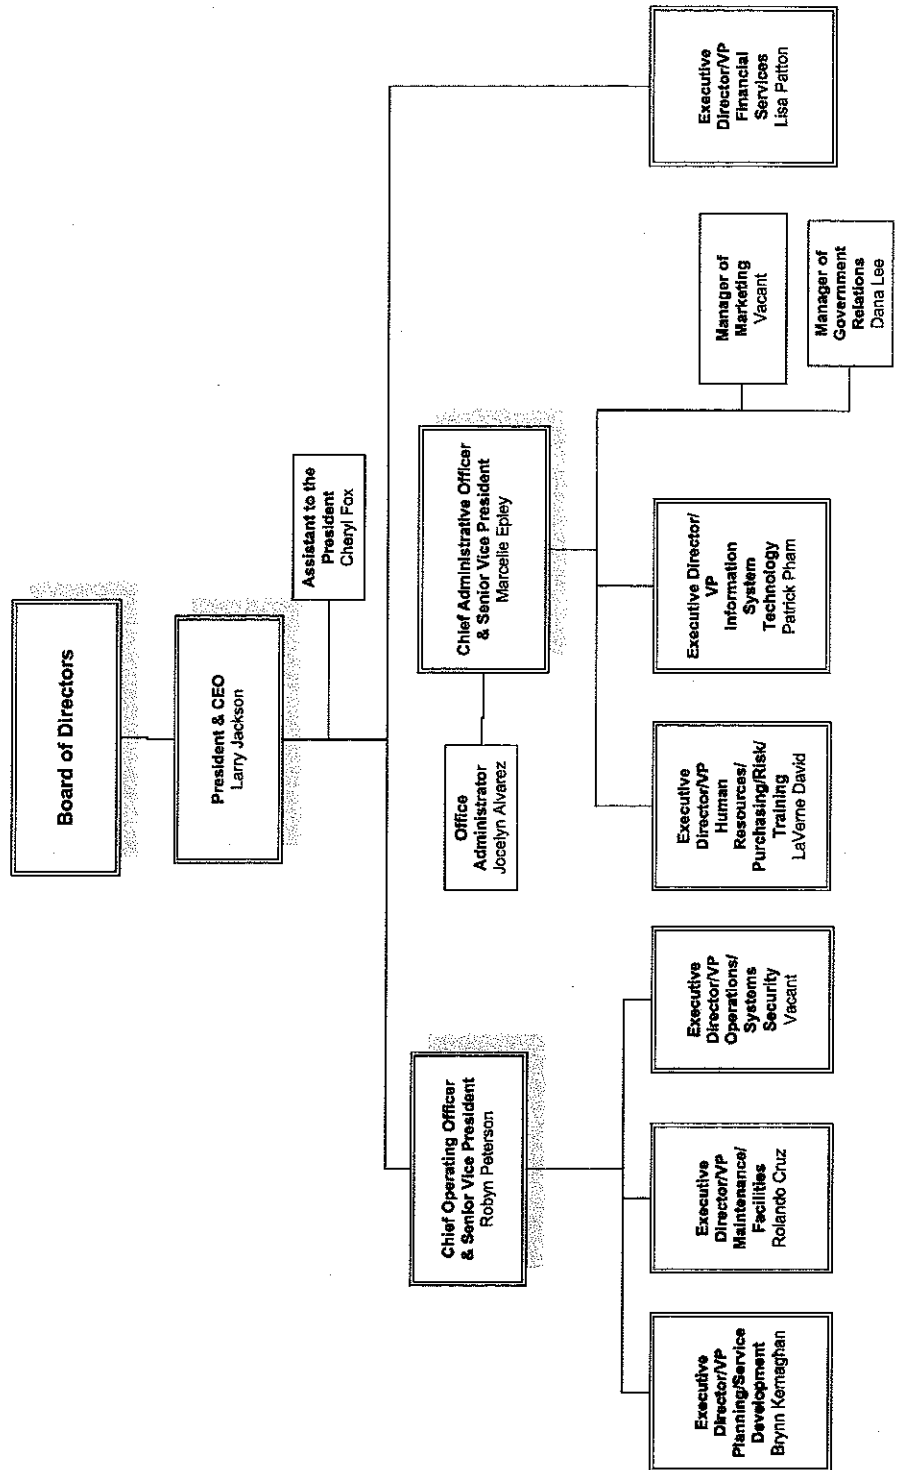 Board of Directors
President & CEO
Larry Jackson
Assistant to the
President
Cheryl Fox
Chief Operating Officer
& Senior Vice President
Robyn Peterson
Office
Administrator
Jocelyn Alvarez
Chief Administrative Officer
& Senior Vice President
Marcelle Epley
Executive
Director/VP
Planning/Service
Development
Brynn Kernaghan
Executive
Director/VP
Maintenance/
Facilities
Rolando Cruz
Executive
Director/VP
Operations/
Systems
Security
Vacant
Executive
Director/VP
Human
Resources/
Purchasing/Risk/
Training
LaVerne David
Executive Director/
VP
Information
System
Technology
Patrick Pham
Manager of
Marketing
Vacant
Manager of
Government
Relations
Dana Lee
Executive
Director/VP
Financial
Services
Lisa Patton